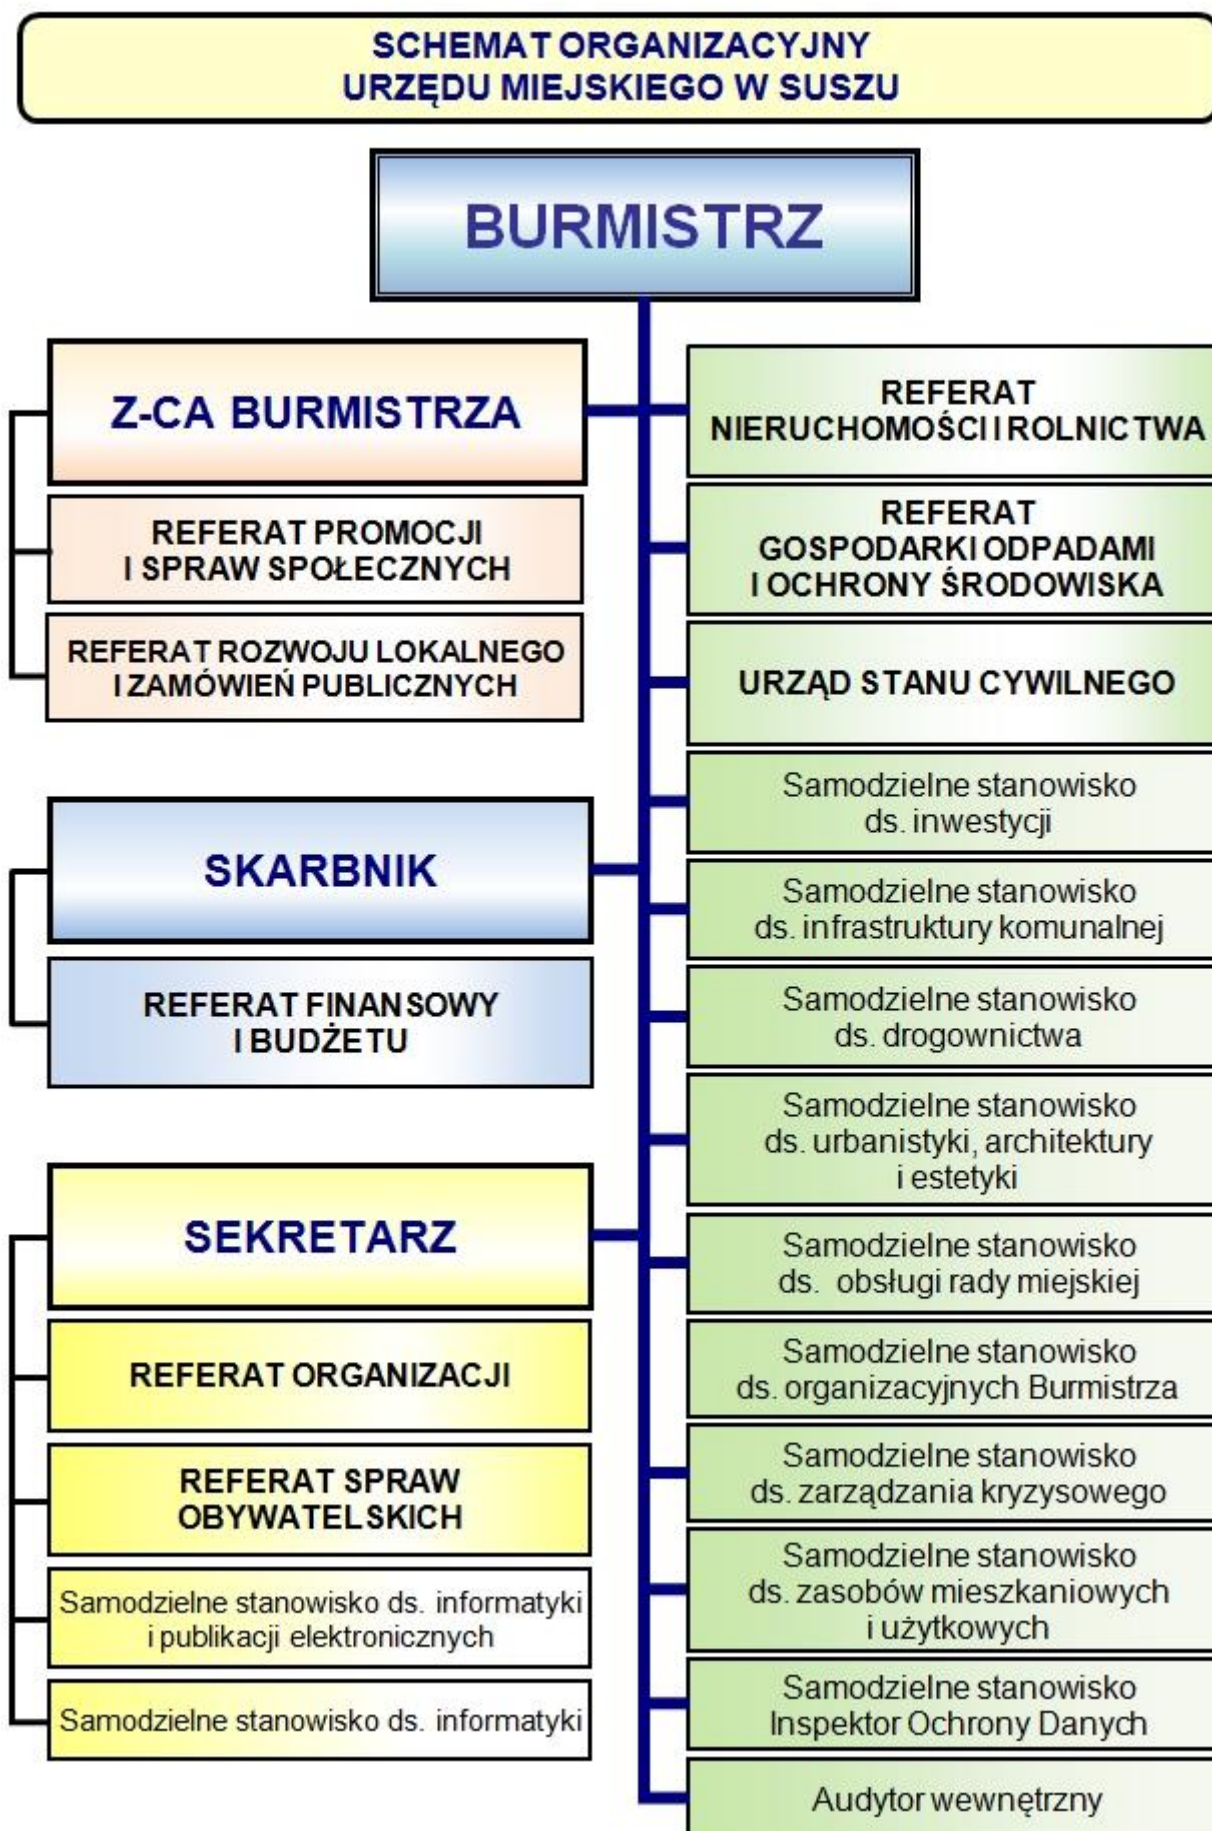 SCHEMAT ORGANIZACYJNY
URZĘDU MIEJSKIEGO W SUSZU
BURMISTRZ
Z-CA BURMISTRZA
REFERAT PROMOCJI
I SPRAW SPOŁECZNYCH
REFERAT ROZWOJU LOKALNEGO
I ZAMÓWIEŃ PUBLICZNYCH
SKARBNIK
REFERAT FINANSOWY
I BUDŻETU
SEKRETARZ
REFERAT ORGANIZACJI
REFERAT SPRAW
OBYWATELSKICH
Samodzielne stanowisko ds. informatyki
i publikacji elektronicznych
Samodzielne stanowisko ds. informatyki
REFERAT
NIERUCHOMOŚCI I ROLNICTWA
REFERAT
GOSPODARKI ODPADAMI
I OCHRONY ŚRODOWISKA
URZĄD STANU CYWILNEGO
Samodzielne stanowisko
ds. inwestycji
Samodzielne stanowisko
ds. infrastruktury komunalnej
Samodzielne stanowisko
ds. drogownictwa
Samodzielne stanowisko
ds. urbanistyki, architektury
i estetyki
Samodzielne stanowisko
ds. obsługi rady miejskiej
Samodzielne stanowisko
ds. organizacyjnych Burmistrza
Samodzielne stanowisko
ds. zarządzania kryzysowego
Samodzielne stanowisko
ds. zasobów mieszkaniowych
i użytkowych
Samodzielne stanowisko
Inspektor Ochrony Danych
Audytor wewnętrzny